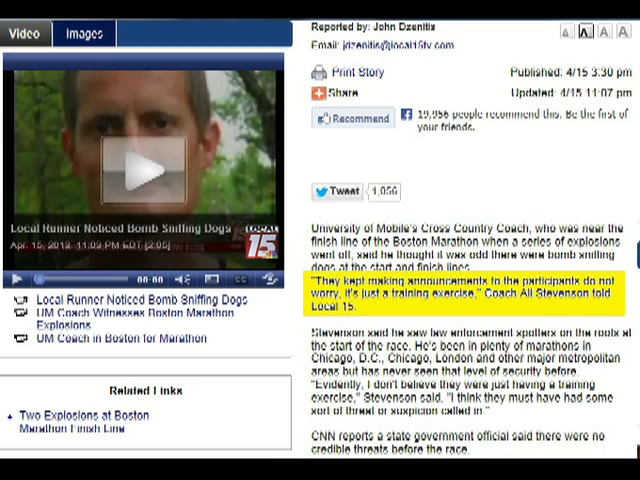 Video Images
Local Runner Noticed Bomb Sniffing Dogs
Apr. 15, 2013, 11:03 PM EDT [2:05]
LOCAL 15
00:00
Local Runner Noticed Bomb Sniffing Dogs
UM Coach Witnesses Boston Marathon
Explosions
UM Coach in Boston for Marathon
Related Links
Two Explosions at Boston
Marathon Finish Line
Reported by: John Dzenitis
Email: jdzenitis@local15tv.com
A A A A
Print Story
Published: 4/15 3:30 pm
Share
Updated: 4/15 11:07 pm
Recommend
19,956 people recommend this. Be the first of
your friends.
Tweet 1,056
University of Mobile's Cross Country Coach, who was near the
finish line of the Boston Marathon when a series of explosions
went off, said he thought it was odd there were bomb sniffing
dogs at the start and finish lines.
"They kept making announcements to the participants do not
worry, it's just a training exercise," Coach Ali Stevenson told
Local 15.
Stevenson said he saw law enforcement spotters on the roofs at
the start of the race. He's been in plenty of marathons in
Chicago, D.C., Chicago, London and other major metropolitan
areas but has never seen that level of security before.
"Evidently, I don't believe they were just having a training
exercise," Stevenson said. "I think they must have had some
sort of threat or suspicion called in."
CNN reports a state government official said there were no
credible threats before the race.